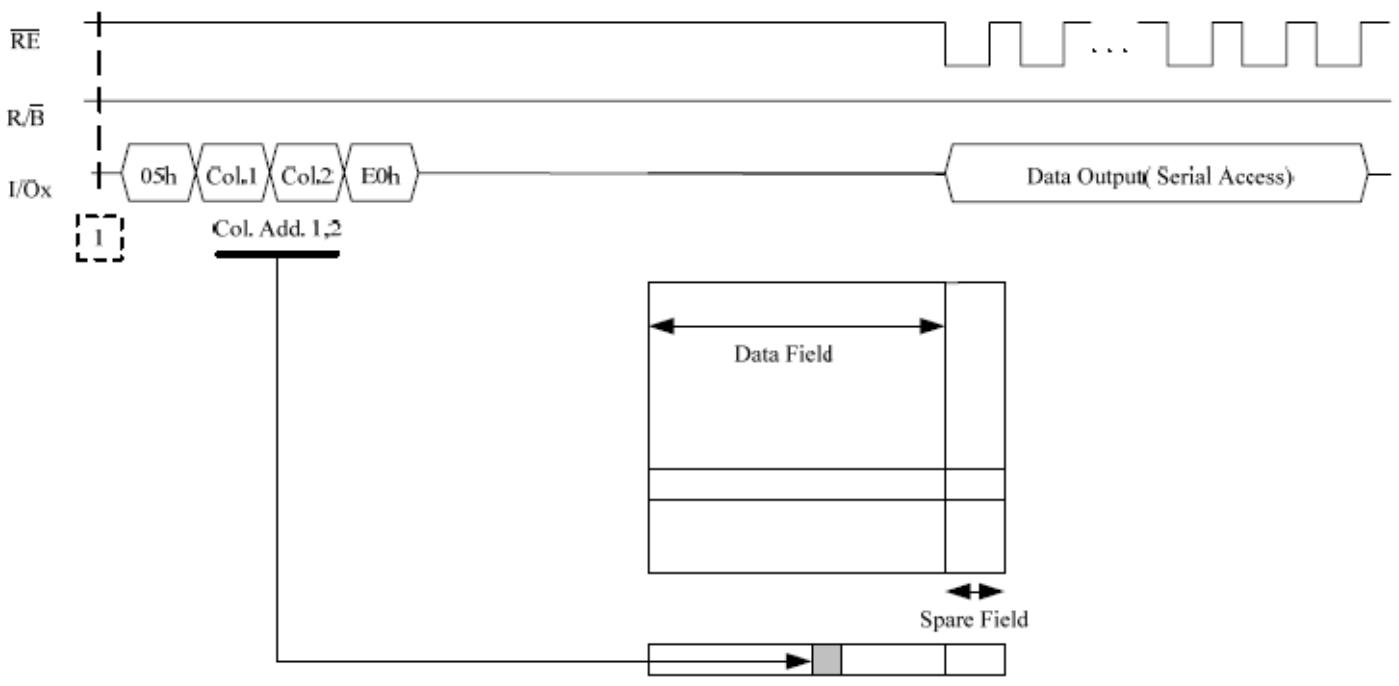 RE
R/B
I/Ox
05h Col.1 Col.2 E0h
Data Output( Serial Access)
1
Col. Add. 1,2
. . .
Data Field
Spare Field